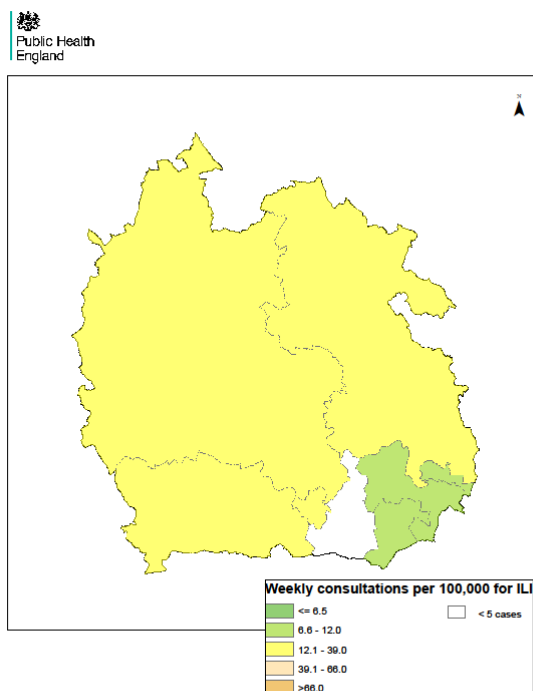 Public Health
England
N
Weekly consultations per 100,000 for ILI
<= 6.5
< 5 cases
6.6 - 12.0
12.1 - 39.0
39.1 - 66.0
>66.0